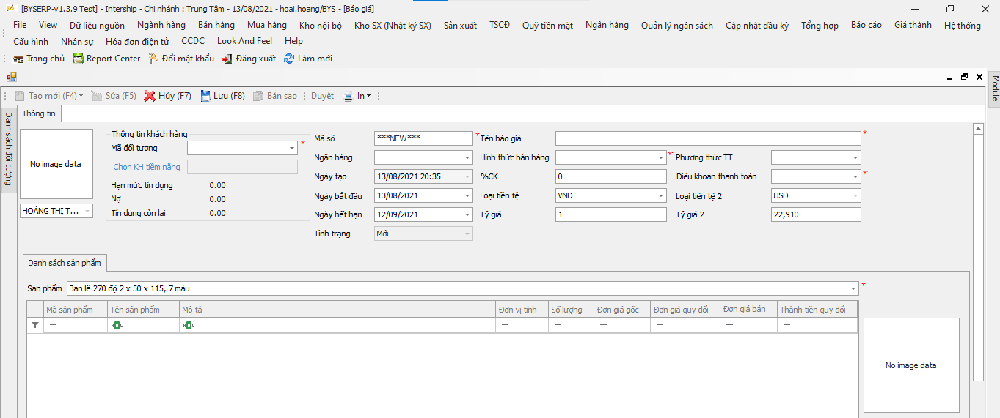 [BYSERP-v1.3.9 Test] - Intership - Chi nhánh : Trung Tâm - 13/08/2021 - hoai.hoang/BYS - [Báo giá]
File View Dữ liệu nguồn Ngành hàng Bán hàng Mua hàng Kho nội bộ Kho SX (Nhật ký SX) Sản xuất TSCĐ Quỹ tiền mặt Ngân hàng Quản lý ngân sách Cập nhật đầu kỳ Tổng hợp Báo cáo Giá thành Hệ thống
Cấu hình Nhân sự Hóa đơn điện tử CCDC Look And Feel Help
Trang chủ Report Center Đổi mật khẩu Đăng xuất Làm mới
Module
Tạo mới (F4) Sửa (F5) Hủy (F7) Lưu (F8) Bản sao Duyệt In
Danh sách đối tượng
Thông tin
No image data
HOÀNG THỊ T...
Thông tin khách hàng
Mã đối tượng *
Chọn KH tiềm năng
Hạn mức tín dụng 0.00
Nợ 0.00
Tín dụng còn lại 0.00
Mã số ***NEW*** * Tên báo giá *
Ngân hàng Hình thức bán hàng ** Phương thức TT
Ngày tạo 13/08/2021 20:35 %CK 0 Điều khoản thanh toán *
Ngày bắt đầu 13/08/2021 Loại tiền tệ VND Loại tiền tệ 2 USD
Ngày hết hạn 12/09/2021 Tỷ giá 1 Tỷ giá 2 22,910
Tình trạng Mới
Danh sách sản phẩm
Sản phẩm Bản lề 270 độ 2 x 50 x 115, 7 màu *
Mã sản phẩm Tên sản phẩm Mô tả Đơn vị tính Số lượng Đơn giá gốc Đơn giá quy đổi Đơn giá bán Thành tiền quy đổi
= ABC ABC = = = = = =
No image data